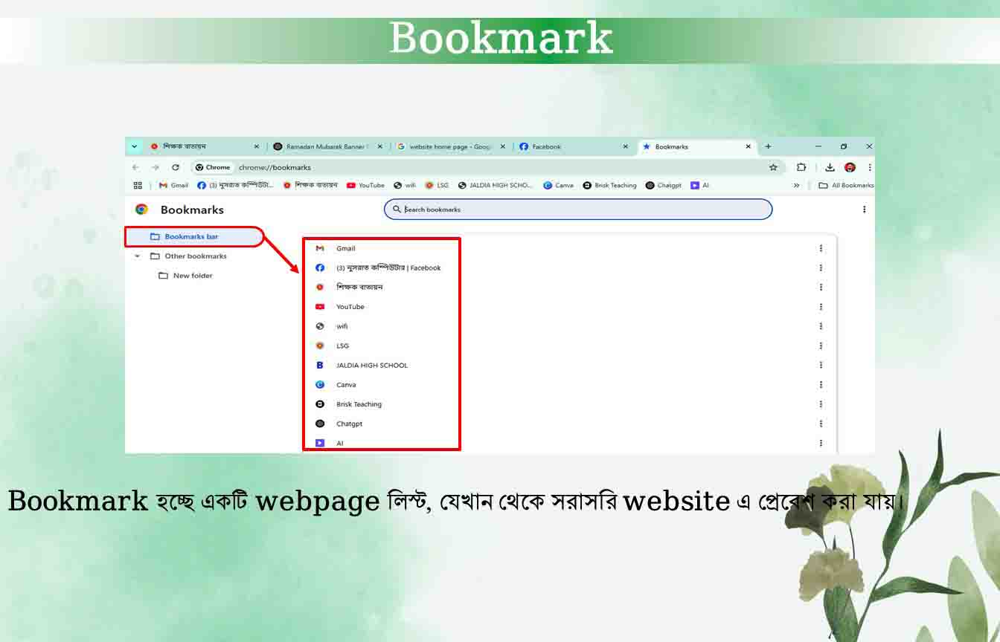 Bookmark
শিক্ষক বাতায়ন
Ramadan Mubarak Banner
website home page - Goog
Facebook
Bookmarks
Chrome chrome://bookmarks
Gmail (3) নুসরাত কম্পিউটা... শিক্ষক বাতায়ন YouTube wifi LSG JALDIA HIGH SCHO... Canva Brisk Teaching Chatgpt AI All Bookmarks
Bookmarks
Search bookmarks
Bookmarks bar
Other bookmarks
New folder
Gmail
(3) নুসরাত কম্পিউটার | Facebook
শিক্ষক বাতায়ন
YouTube
wifi
LSG
JALDIA HIGH SCHOOL
Canva
Brisk Teaching
Chatgpt
AI
Bookmark হচ্ছে একটি webpage লিস্ট, যেখান থেকে সরাসরি website এ প্রেবেশ করা যায়।